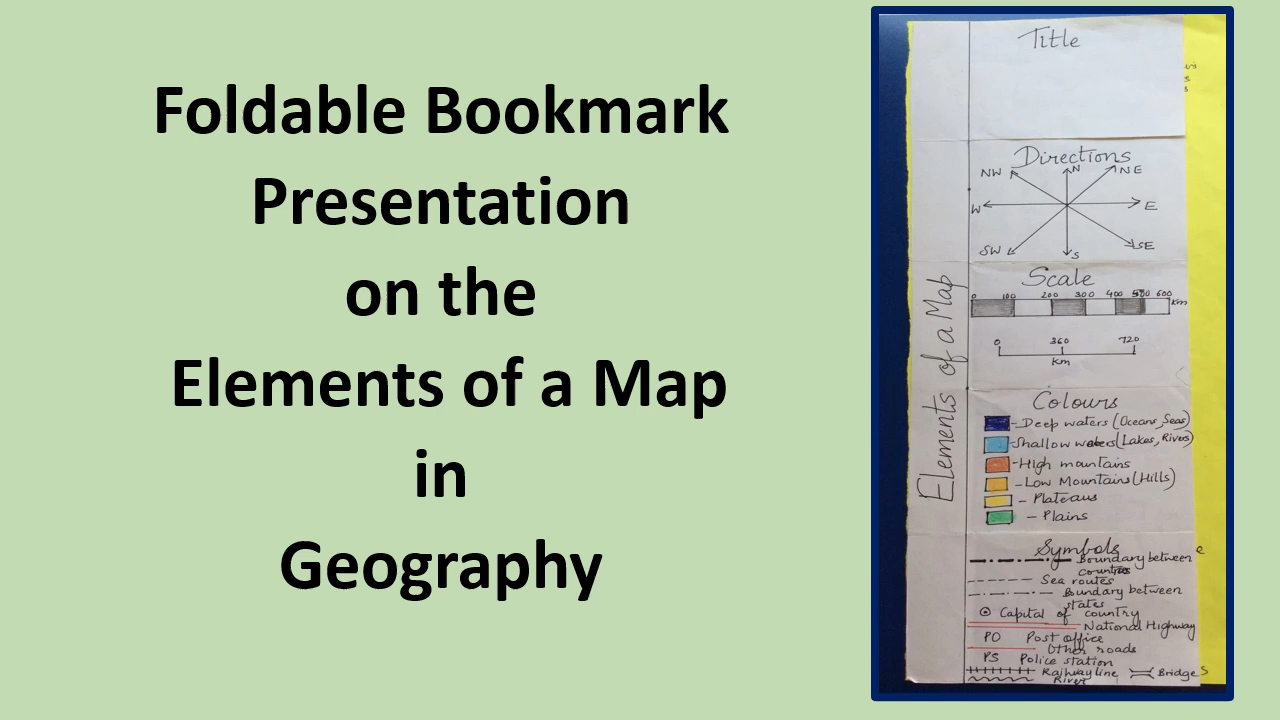 Foldable Bookmark
Presentation
on the
Elements of a Map
in
Geography
Elements of a Map
Title
Directions
NW N NE
W E
SW S SE
Scale
0 100 200 300 400 500 600
Km
0 360 720
Km
Colours
- Deep waters (Oceans, Seas)
- Shallow waters (Lakes, Rivers)
- High mountains
- Low Mountains (Hills)
- Plateaus
- Plains
Symbols
Boundary between
countries
Sea routes
Boundary between
states
Capital of country
National Highway
PO Post office
Other roads
PS Police station
Railway line Bridge
River